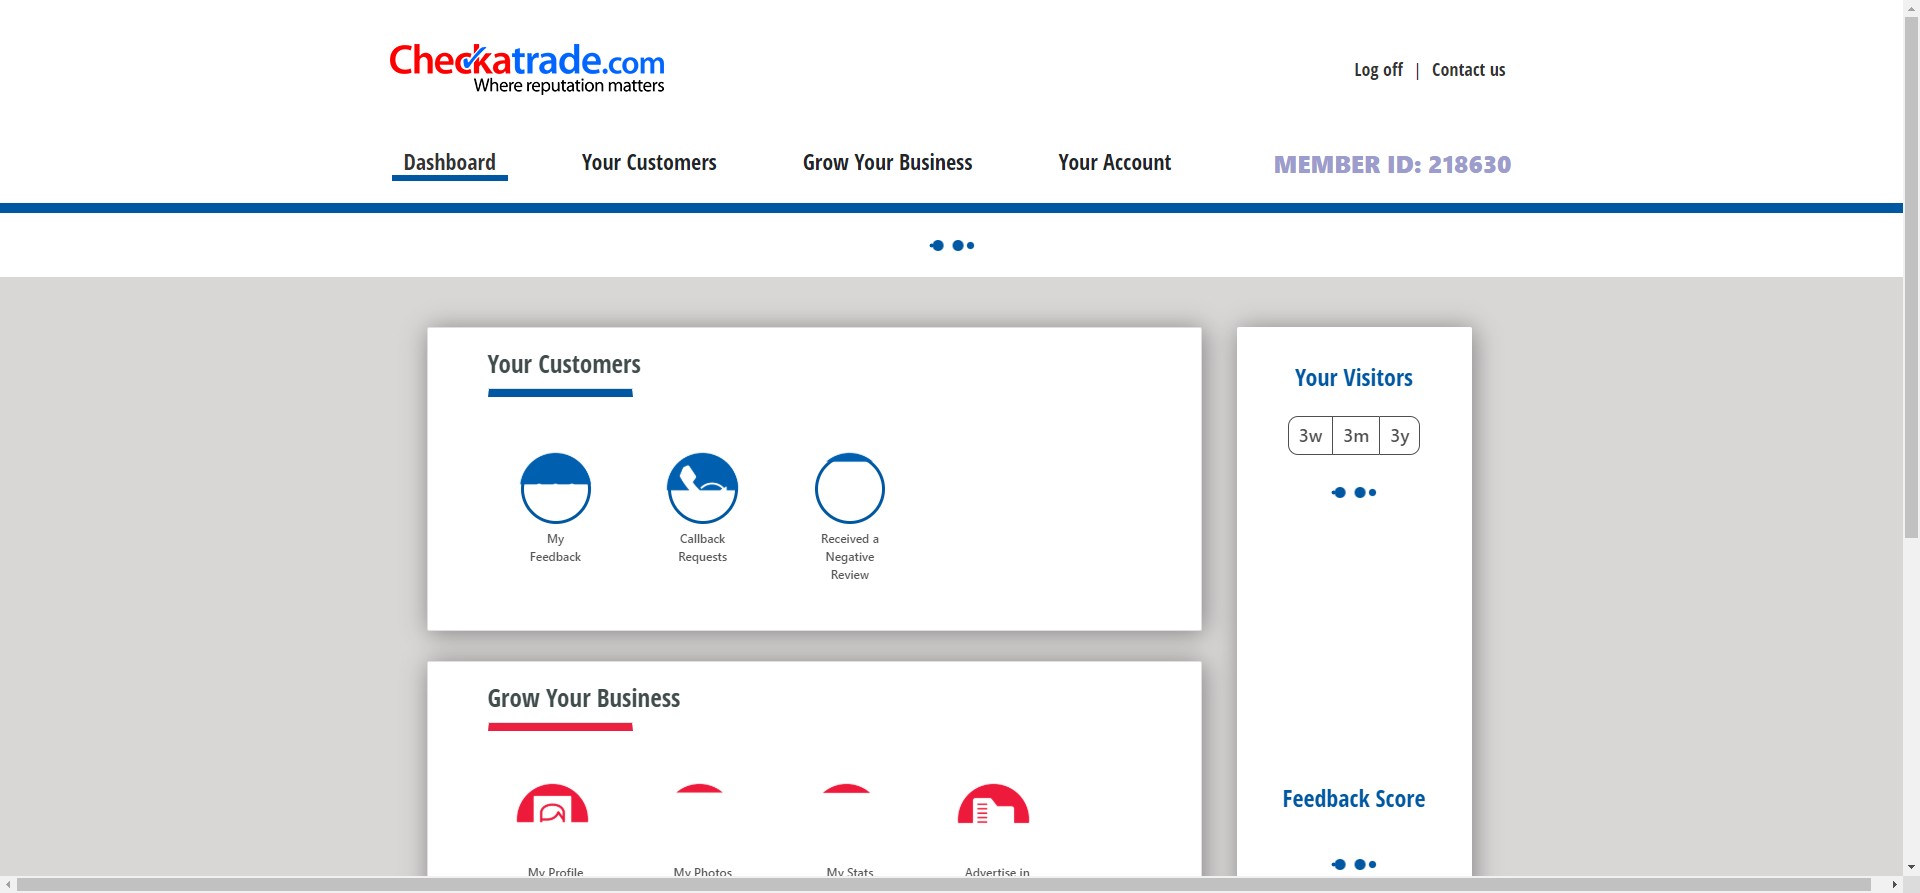 Checkatrade.com
Where reputation matters
Log off | Contact us
Dashboard
Your Customers
Grow Your Business
Your Account
MEMBER ID: 218630
Your Customers
My
Feedback
Callback
Requests
Received a
Negative
Review
Your Visitors
3w 3m 3y
Grow Your Business
My Profile
My Photos
My Stats
Advertise in
Feedback Score